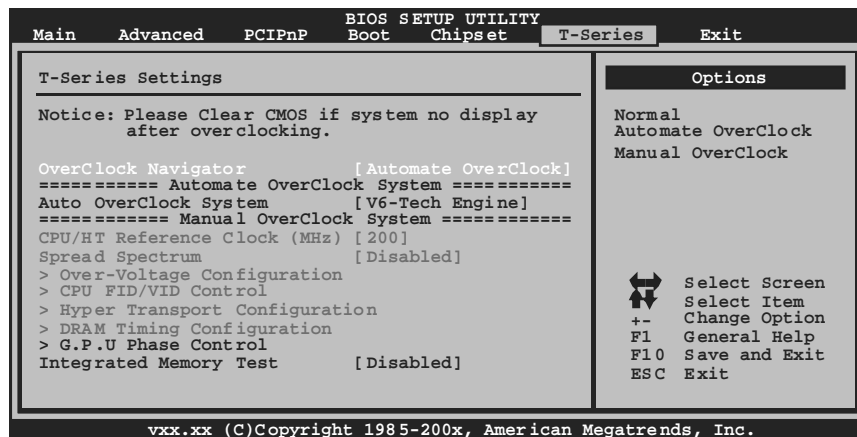 BIOS SETUP UTILITY
Main Advanced PCIPnP Boot Chipset T-Series Exit
T-Series Settings
Notice: Please Clear CMOS if system no display
after overclocking.
OverClock Navigator [Automate OverClock]
=========== Automate OverClock System ===========
Auto OverClock System [V6-Tech Engine]
============ Manual OverClock System ============
CPU/HT Reference Clock (MHz) [200]
Spread Spectrum [Disabled]
> Over-Voltage Configuration
> CPU FID/VID Control
> Hyper Transport Configuration
> DRAM Timing Configuration
> G.P.U Phase Control
Integrated Memory Test [Disabled]
Options
Normal
Automate OverClock
Manual OverClock
Select Screen
Select Item
+- Change Option
F1 General Help
F10 Save and Exit
ESC Exit
vxx.xx (C)Copyright 1985-200x, American Megatrends, Inc.